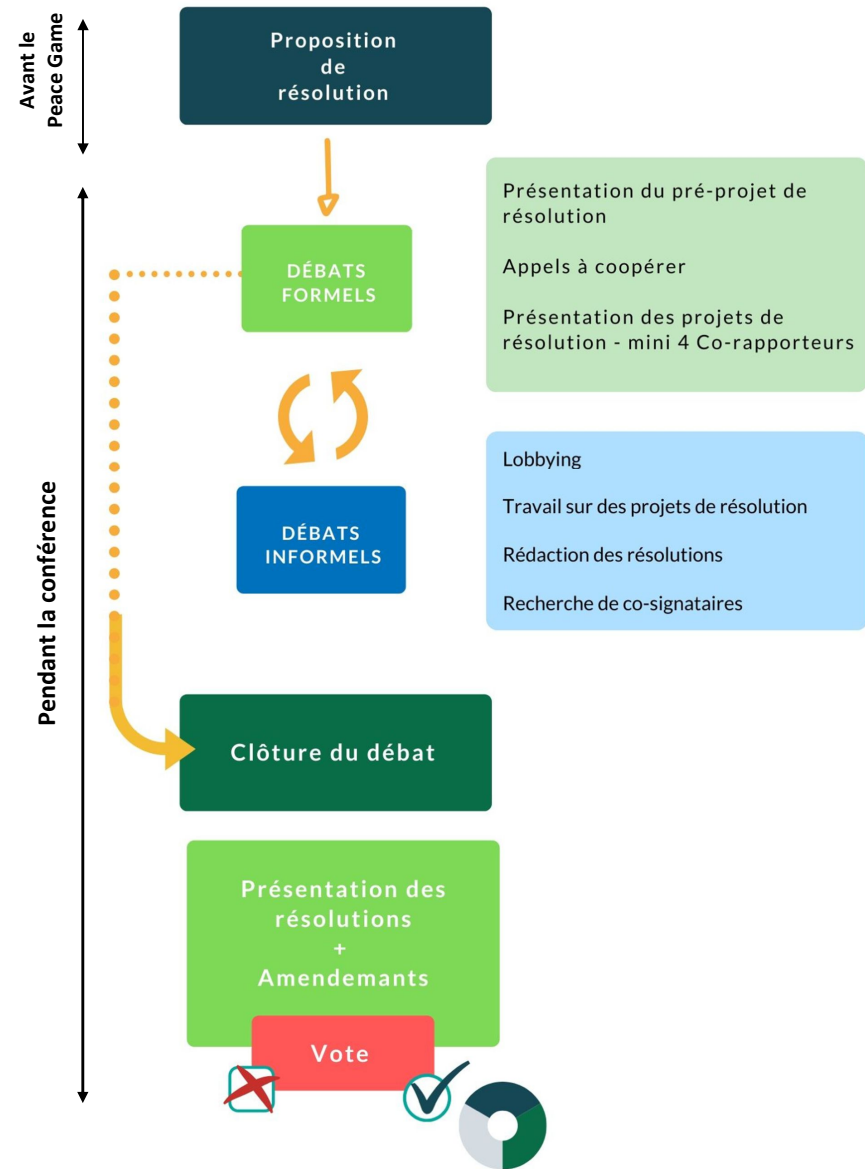 Avant le
Peace Game
Proposition
de
résolution
Pendant la conférence
DÉBATS
FORMELS
Présentation du pré-projet de
résolution
Appels à coopérer
Présentation des projets de
résolution - mini 4 Co-rapporteurs
DÉBATS
INFORMELS
Lobbying
Travail sur des projets de résolution
Rédaction des résolutions
Recherche de co-signataires
Clôture du débat
Présentation des
résolutions
+
Amendemants
Vote